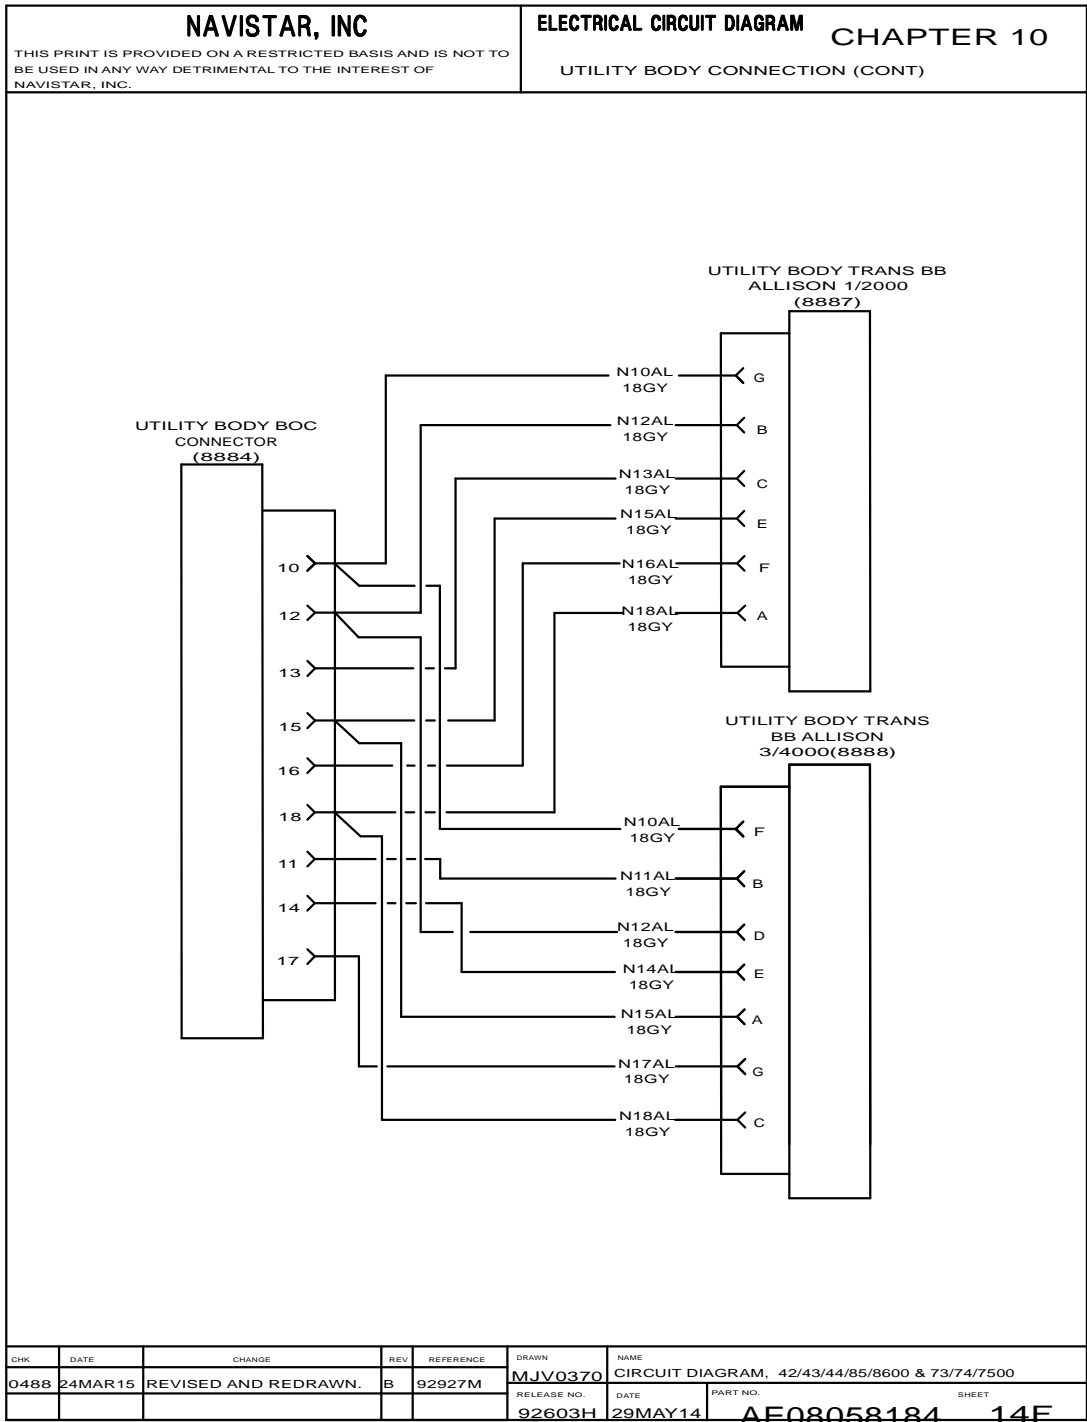 NAVISTAR, INC
THIS PRINT IS PROVIDED ON A RESTRICTED BASIS AND IS NOT TO
BE USED IN ANY WAY DETRIMENTAL TO THE INTEREST OF
NAVISTAR, INC.
ELECTRICAL CIRCUIT DIAGRAM
CHAPTER 10
UTILITY BODY CONNECTION (CONT)
UTILITY BODY TRANS BB
ALLISON 1/2000
(8887)
N10AL
18GY
G
N12AL
18GY
B
N13AL
18GY
C
N15AL
18GY
E
N16AL
18GY
F
N18AL
18GY
A
UTILITY BODY BOC
CONNECTOR
(8884)
10
12
13
15
16
18
11
14
17
UTILITY BODY TRANS
BB ALLISON
3/4000(8888)
N10AL
18GY
F
N11AL
18GY
B
N12AL
18GY
D
N14AL
18GY
E
N15AL
18GY
A
N17AL
18GY
G
N18AL
18GY
C
CHK DATE CHANGE REV REFERENCE
0488 24MAR15 REVISED AND REDRAWN. B 92927M
DRAWN
MJV0370
NAME
CIRCUIT DIAGRAM, 42/43/44/85/8600 & 73/74/7500
RELEASE NO.
92603H
DATE
29MAY14
PART NO.
AE08058184
SHEET
14F